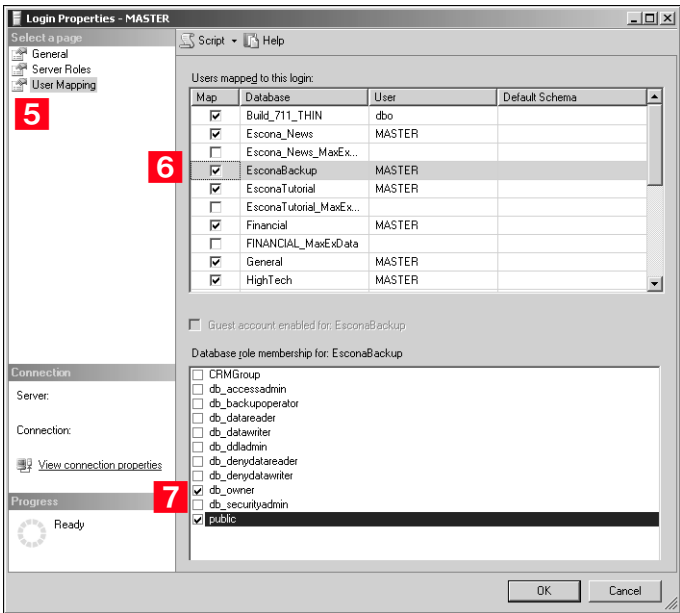 Login Properties - MASTER
Select a page
General
Server Roles
User Mapping
5
Script Help
Users mapped to this login:
Map Database User Default Schema
Build_711_THIN dbo
Escona_News MASTER
Escona_News_MaxEx...
6
EsconaBackup MASTER
EsconaTutorial MASTER
EsconaTutorial_MaxEx...
Financial MASTER
FINANCIAL_MaxExData
General MASTER
HighTech MASTER
Guest account enabled for: EsconaBackup
Database role membership for: EsconaBackup
CRMGroup
db_accessadmin
db_backupoperator
db_datareader
db_datawriter
db_ddladmin
db_denydatareader
db_denydatawriter
7
db_owner
db_securityadmin
public
Connection
Server:
Connection:
View connection properties
Progress
Ready
OK Cancel